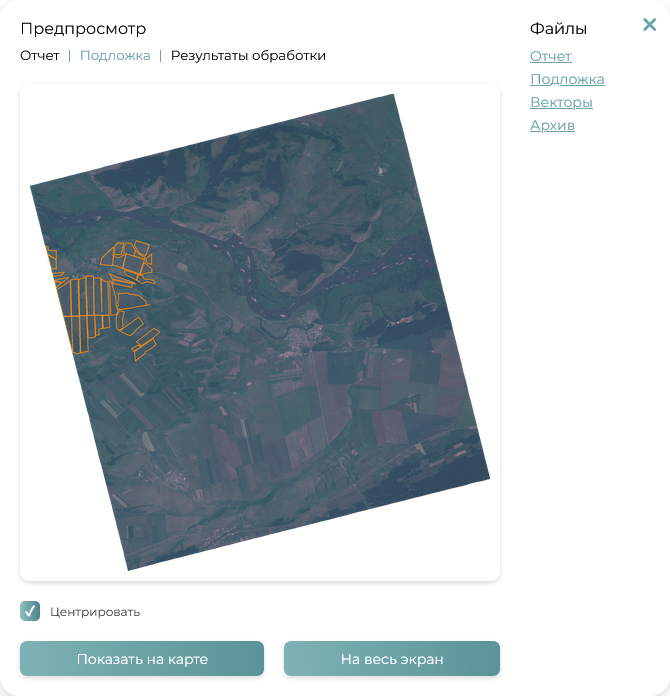 Предпросмотр
Отчет | Подложка | Результаты обработки
Файлы
Отчет
Подложка
Векторы
Архив
Центрировать
Показать на карте
На весь экран